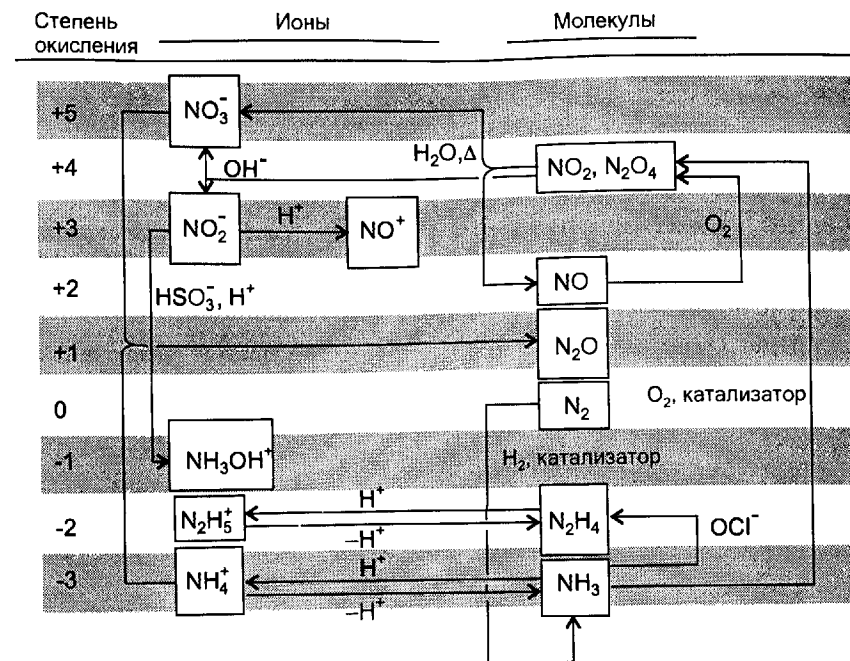 Степень окисления
Ионы
Молекулы
+5
NO₃⁻
+4
OH⁻
H₂O,Δ
NO₂, N₂O₄
+3
NO₂⁻
H⁺
NO⁺
O₂
+2
HSO₃⁻, H⁺
NO
+1
N₂O
0
N₂
O₂, катализатор
-1
NH₃OH⁺
H₂, катализатор
-2
N₂H₅⁺
H⁺
–H⁺
N₂H₄
OCl⁻
-3
NH₄⁺
H⁺
–H⁺
NH₃